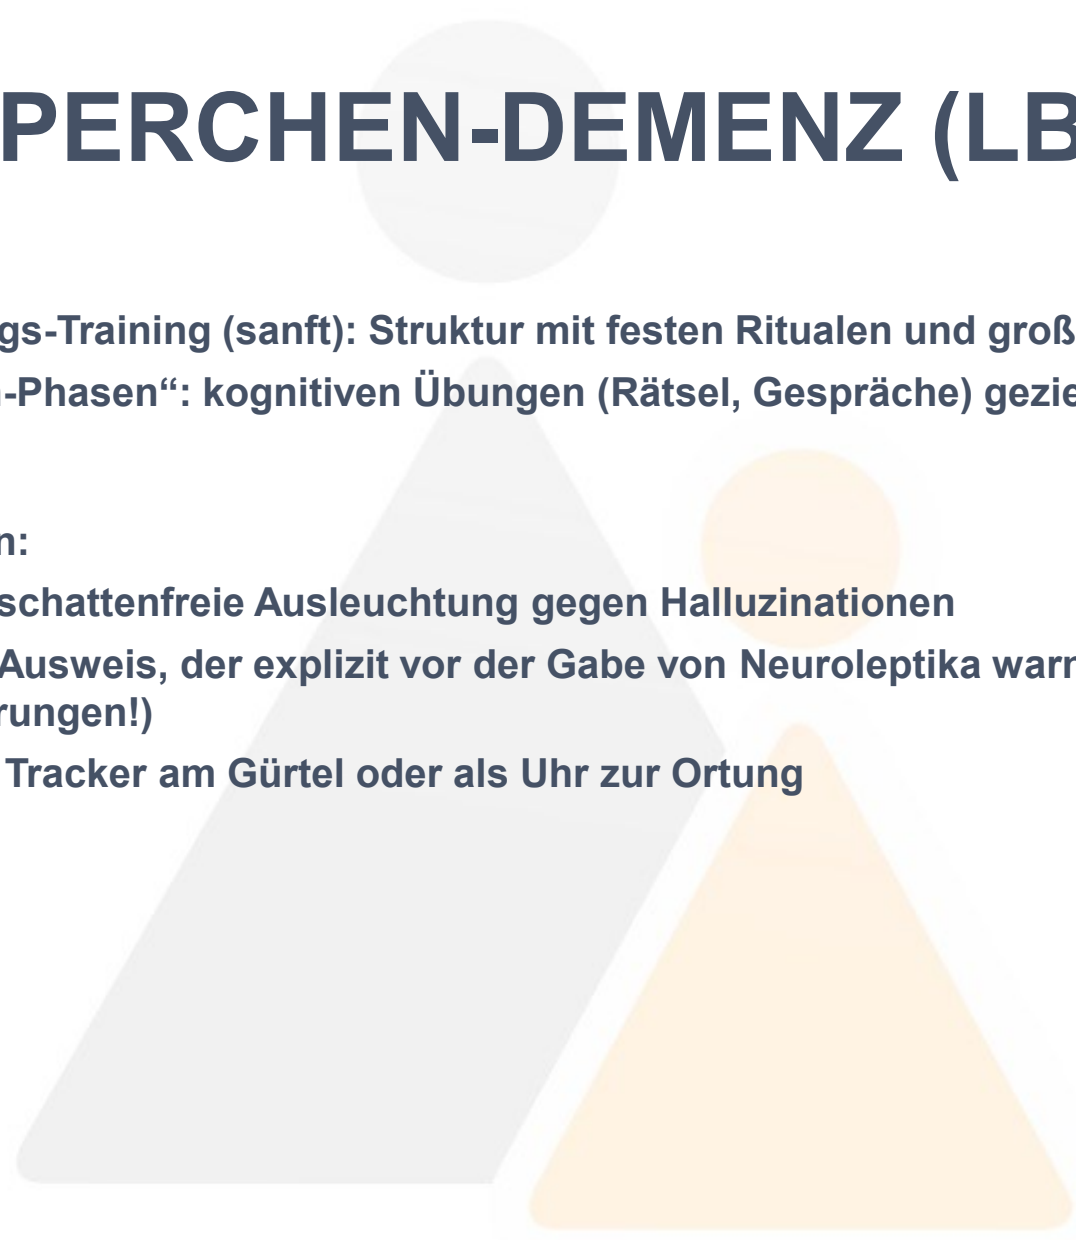 PERCHEN-DEMENZ (LB
gs-Training (sanft): Struktur mit festen Ritualen und groß
-Phasen“: kognitiven Übungen (Rätsel, Gespräche) gezie
n:
schattenfreie Ausleuchtung gegen Halluzinationen
Ausweis, der explizit vor der Gabe von Neuroleptika warn
rungen!)
Tracker am Gürtel oder als Uhr zur Ortung